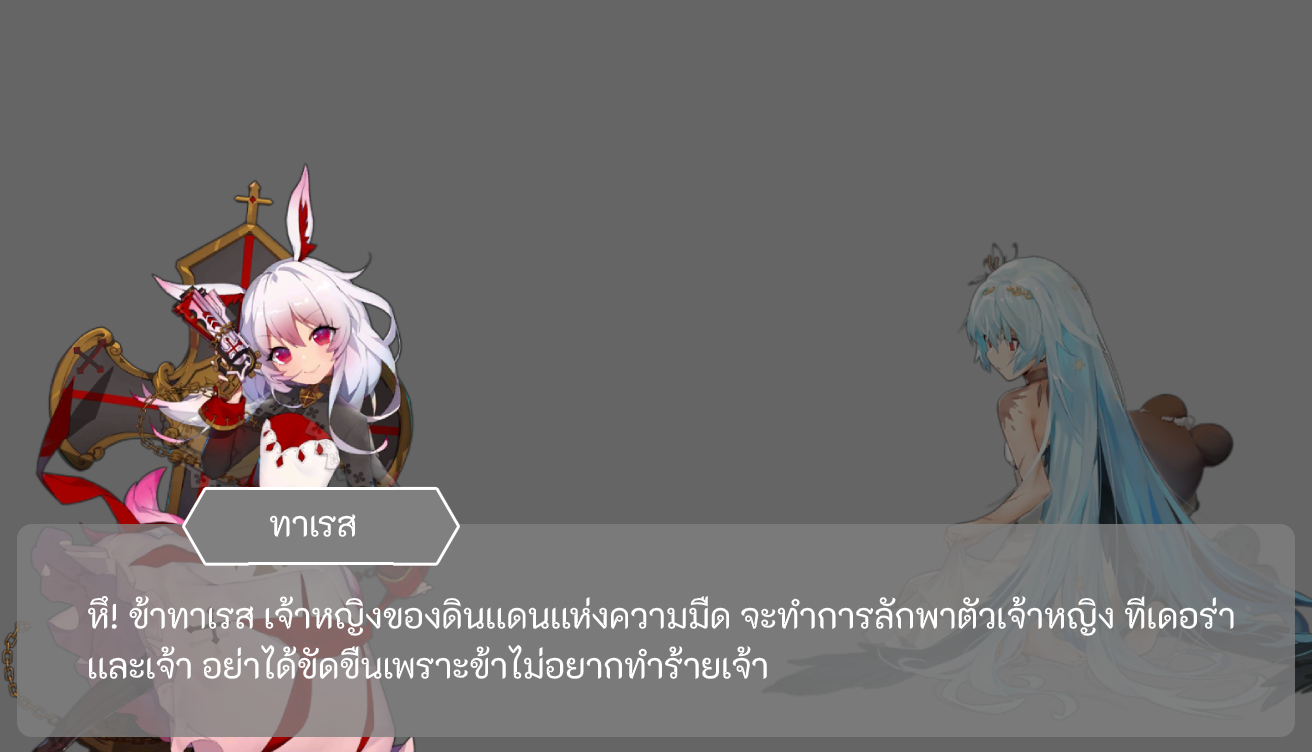 ทาเรส
หึ! ข้าทาเรส เจ้าหญิงของดินแดนแห่งความมืด จะทำการลักพาตัวเจ้าหญิง ทีเดอร่า
และเจ้า อย่าได้ขัดขืนเพราะข้าไม่อยากทำร้ายเจ้า